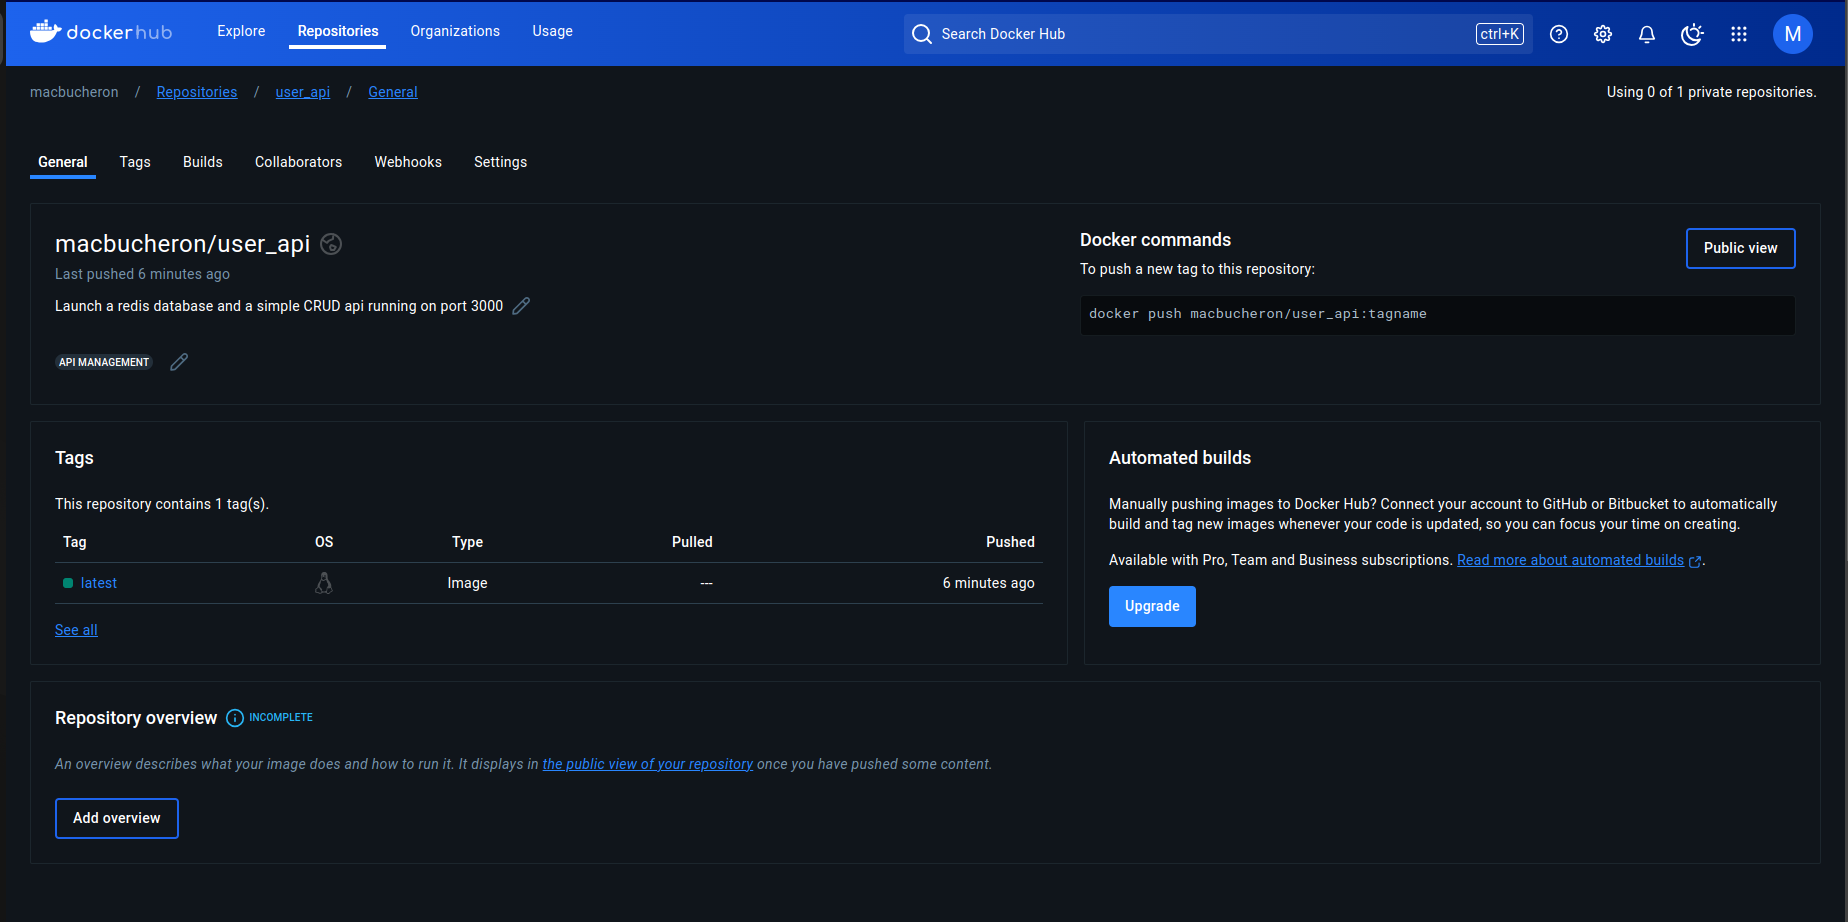 dockerhub Explore Repositories Organizations Usage Search Docker Hub ctrl+K M
macbucheron / Repositories / user_api / General Using 0 of 1 private repositories.
General Tags Builds Collaborators Webhooks Settings
macbucheron/user_api
Last pushed 6 minutes ago
Launch a redis database and a simple CRUD api running on port 3000
API MANAGEMENT
Docker commands
Public view
To push a new tag to this repository:
docker push macbucheron/user_api:tagname
Tags
This repository contains 1 tag(s).
Tag OS Type Pulled Pushed
latest Image --- 6 minutes ago
See all
Automated builds
Manually pushing images to Docker Hub? Connect your account to GitHub or Bitbucket to automatically
build and tag new images whenever your code is updated, so you can focus your time on creating.
Available with Pro, Team and Business subscriptions. Read more about automated builds .
Upgrade
Repository overview INCOMPLETE
An overview describes what your image does and how to run it. It displays in the public view of your repository once you have pushed some content.
Add overview